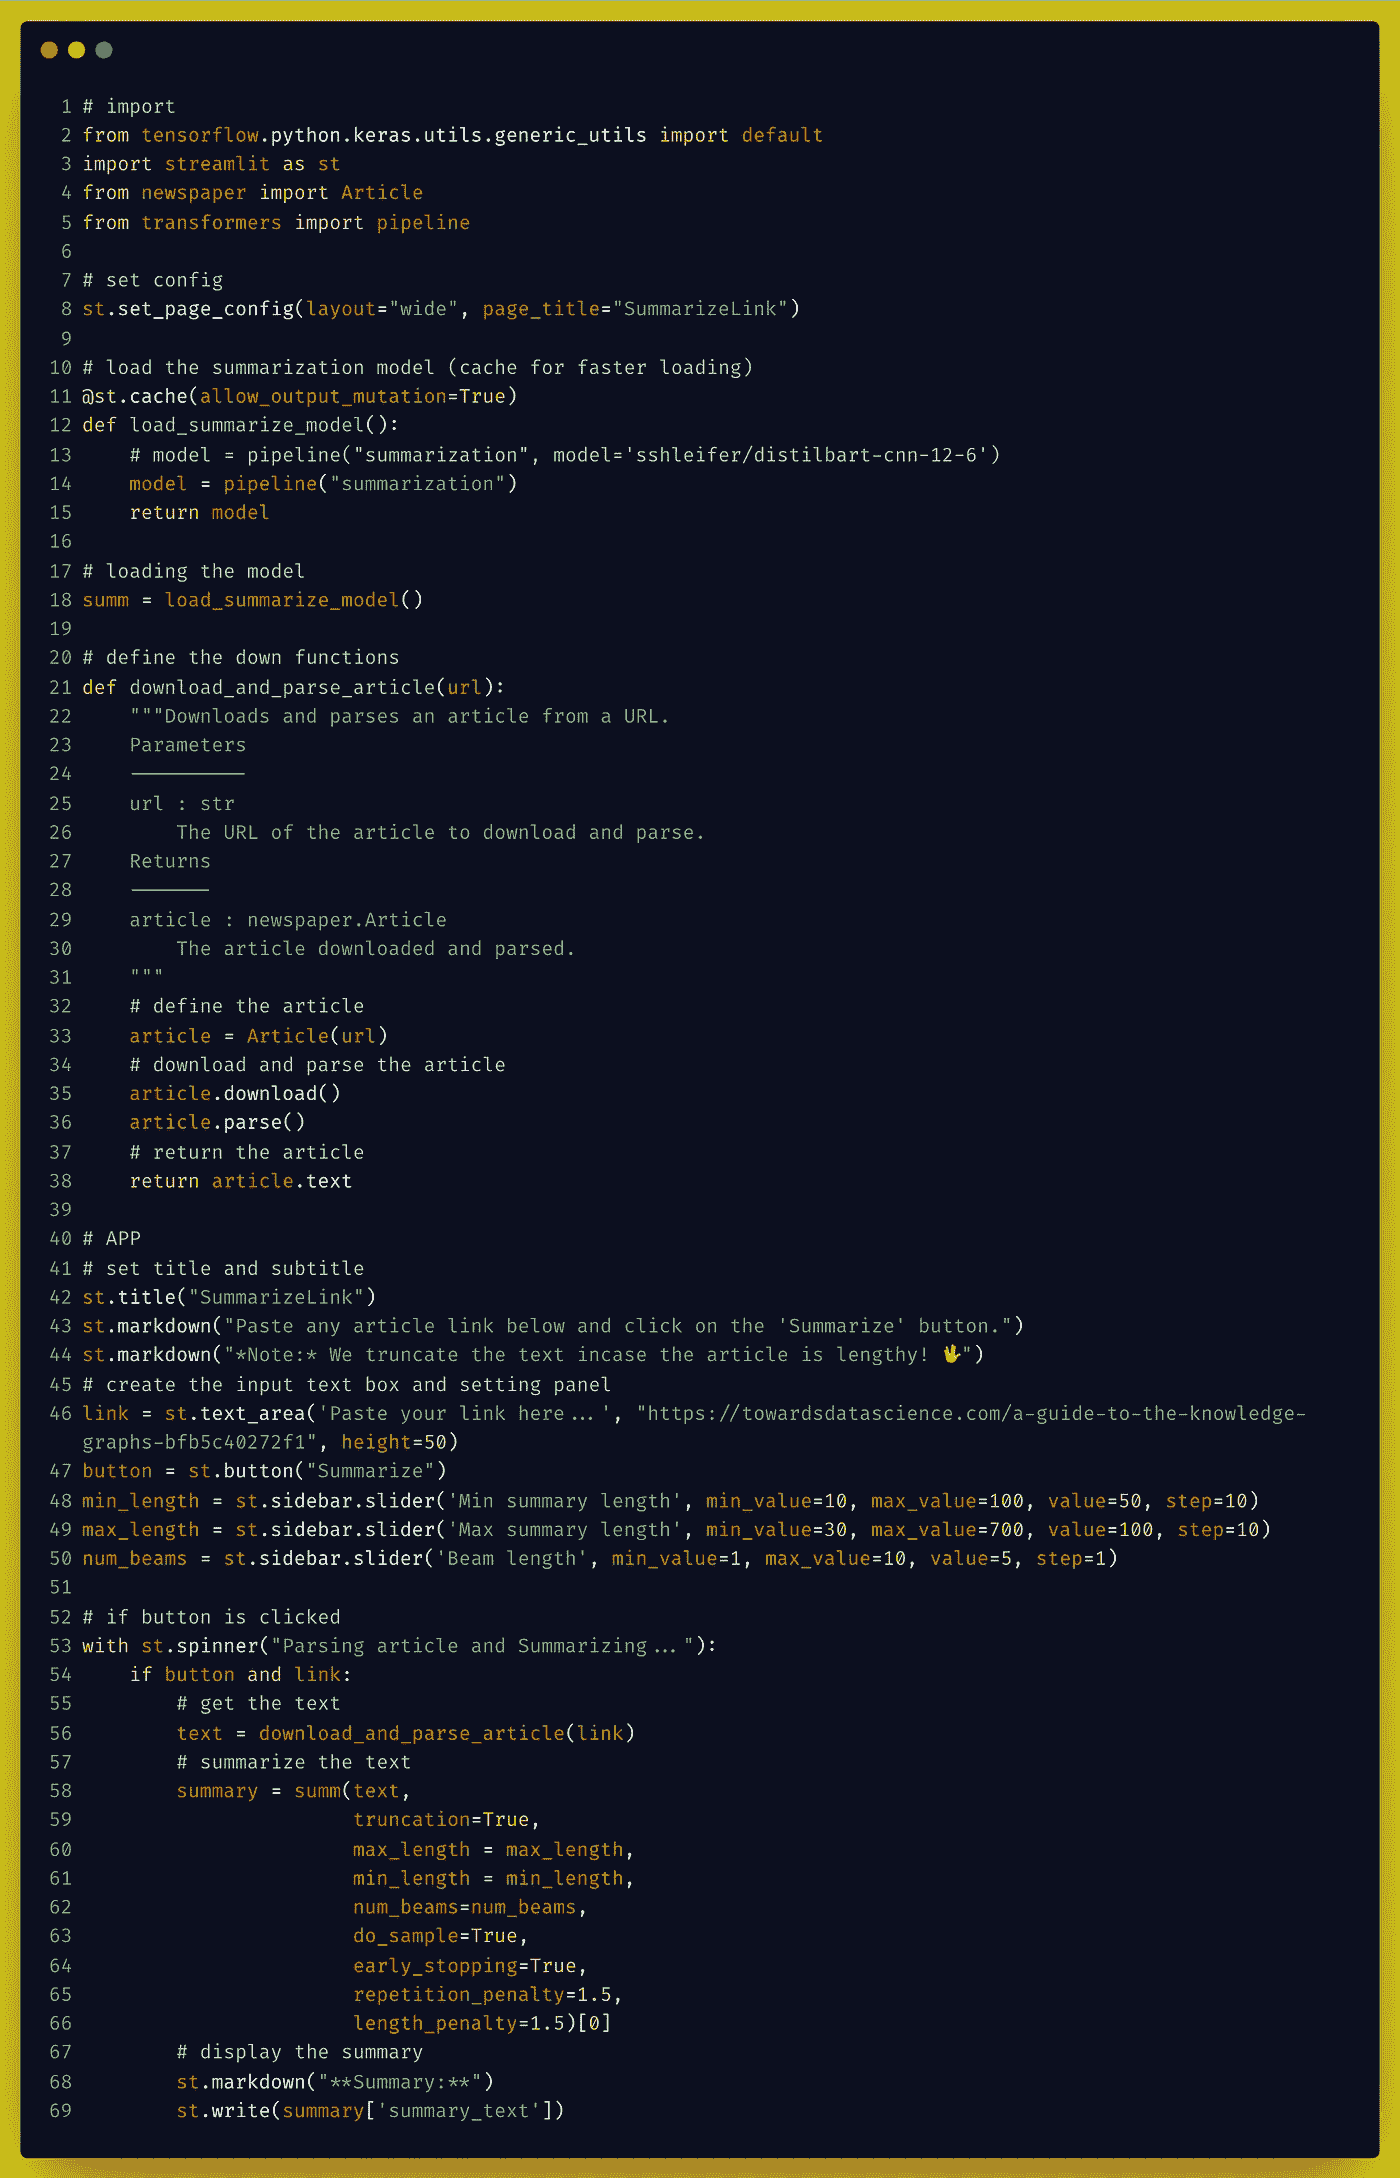 1 # import
2 from tensorflow.python.keras.utils.generic_utils import default
3 import streamlit as st
4 from newspaper import Article
5 from transformers import pipeline
6
7 # set config
8 st.set_page_config(layout="wide", page_title="SummarizeLink")
9
10 # load the summarization model (cache for faster loading)
11 @st.cache(allow_output_mutation=True)
12 def load_summarize_model():
13     # model = pipeline("summarization", model='sshleifer/distilbart-cnn-12-6')
14     model = pipeline("summarization")
15     return model
16
17 # loading the model
18 summ = load_summarize_model()
19
20 # define the down functions
21 def download_and_parse_article(url):
22     """Downloads and parses an article from a URL.
23     Parameters
24     ----------
25     url : str
26         The URL of the article to download and parse.
27     Returns
28     -------
29     article : newspaper.Article
30         The article downloaded and parsed.
31     """
32     # define the article
33     article = Article(url)
34     # download and parse the article
35     article.download()
36     article.parse()
37     # return the article
38     return article.text
39
40 # APP
41 # set title and subtitle
42 st.title("SummarizeLink")
43 st.markdown("Paste any article link below and click on the 'Summarize' button.")
44 st.markdown("*Note:* We truncate the text incase the article is lengthy! 🖖")
45 # create the input text box and setting panel
46 link = st.text_area('Paste your link here...', "https://towardsdatascience.com/a-guide-to-the-knowledge-
graphs-bfb5c40272f1", height=50)
47 button = st.button("Summarize")
48 min_length = st.sidebar.slider('Min summary length', min_value=10, max_value=100, value=50, step=10)
49 max_length = st.sidebar.slider('Max summary length', min_value=30, max_value=700, value=100, step=10)
50 num_beams = st.sidebar.slider('Beam length', min_value=1, max_value=10, value=5, step=1)
51
52 # if button is clicked
53 with st.spinner("Parsing article and Summarizing..."):
54     if button and link:
55         # get the text
56         text = download_and_parse_article(link)
57         # summarize the text
58         summary = summ(text,
59                        truncation=True,
60                        max_length = max_length,
61                        min_length = min_length,
62                        num_beams=num_beams,
63                        do_sample=True,
64                        early_stopping=True,
65                        repetition_penalty=1.5,
66                        length_penalty=1.5)[0]
67         # display the summary
68         st.markdown("**Summary:**")
69         st.write(summary['summary_text'])